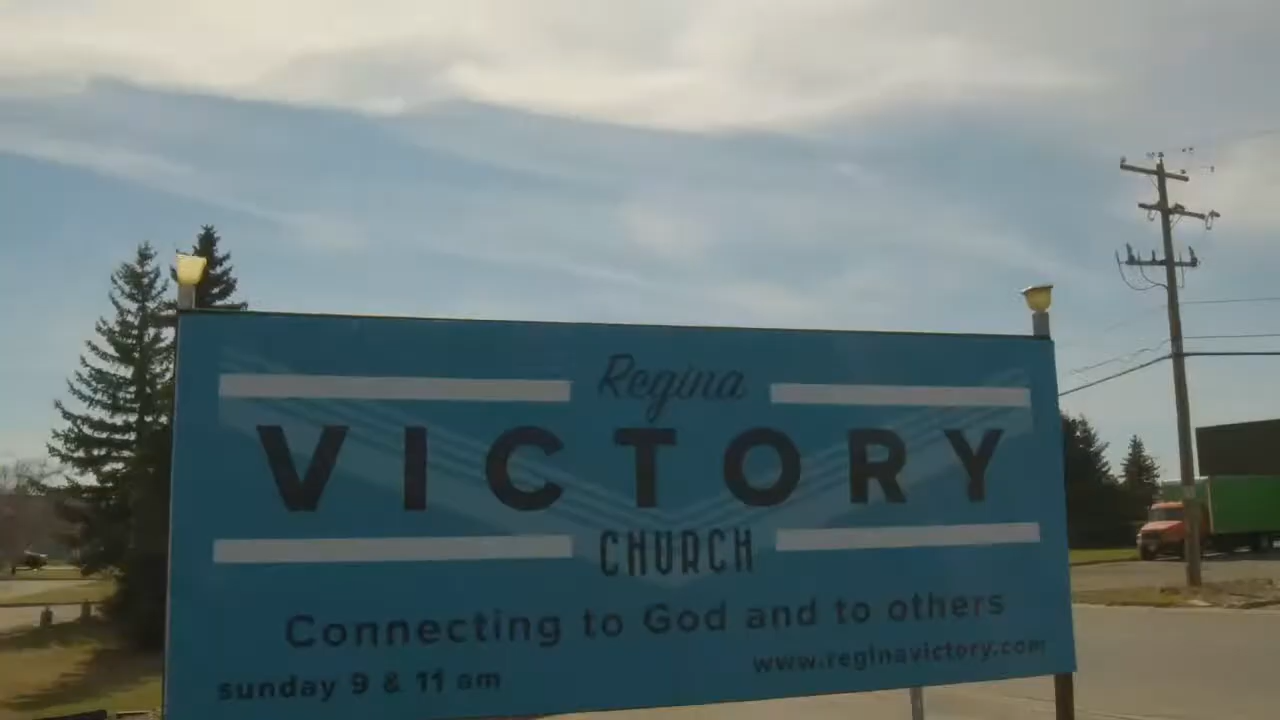 Regina
VICTORY
CHURCH
Connecting to God and to others
www.reginavictory.com
sunday 9 & 11 am